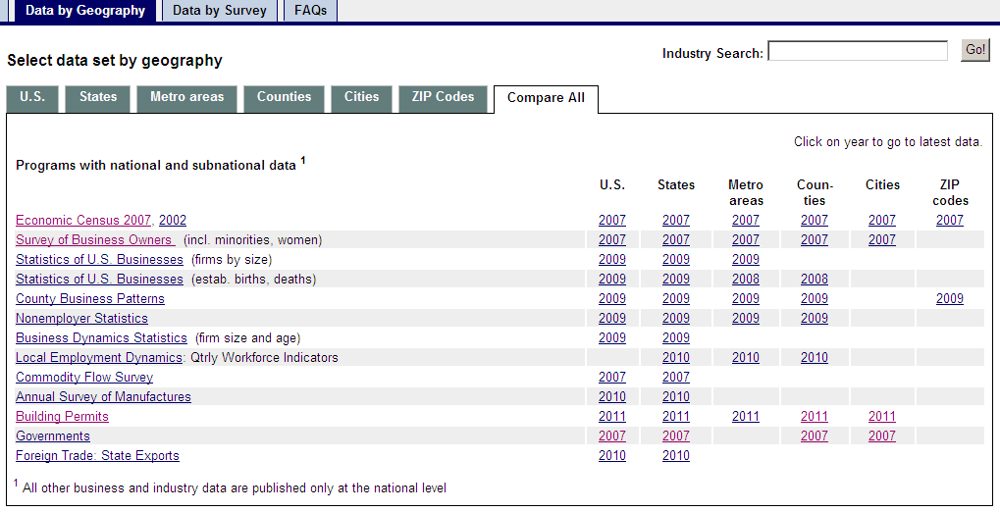 Data by Geography Data by Survey FAQs
Industry Search: Go!
Select data set by geography
U.S. States Metro areas Counties Cities ZIP Codes Compare All
Click on year to go to latest data.
Programs with national and subnational data 1
U.S. States Metro areas Coun-ties Cities ZIP codes
Economic Census 2007, 2002 2007 2007 2007 2007 2007 2007
Survey of Business Owners (incl. minorities, women) 2007 2007 2007 2007 2007
Statistics of U.S. Businesses (firms by size) 2009 2009 2009
Statistics of U.S. Businesses (estab. births, deaths) 2009 2009 2008 2008
County Business Patterns 2009 2009 2009 2009 2009
Nonemployer Statistics 2009 2009 2009 2009
Business Dynamics Statistics (firm size and age) 2009 2009
Local Employment Dynamics: Qtrly Workforce Indicators 2010 2010 2010
Commodity Flow Survey 2007 2007
Annual Survey of Manufactures 2010 2010
Building Permits 2011 2011 2011 2011 2011
Governments 2007 2007 2007 2007
Foreign Trade: State Exports 2010 2010
1 All other business and industry data are published only at the national level